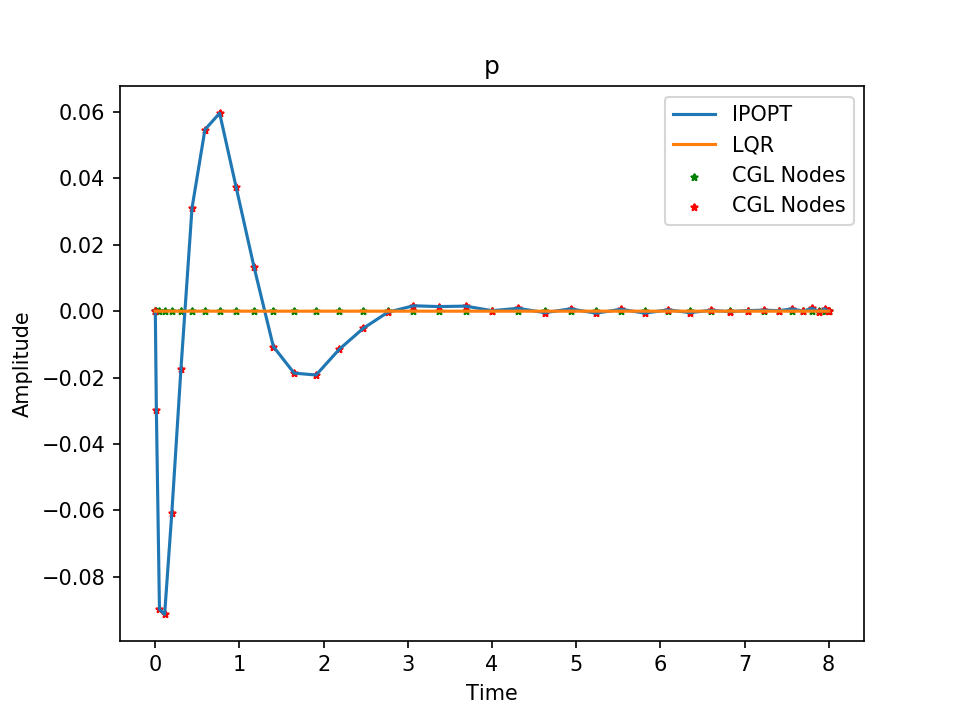 p
0.06
0.04
0.02
0.00
−0.02
−0.04
−0.06
−0.08
Amplitude
0 1 2 3 4 5 6 7 8
Time
IPOPT
LQR
CGL Nodes
CGL Nodes